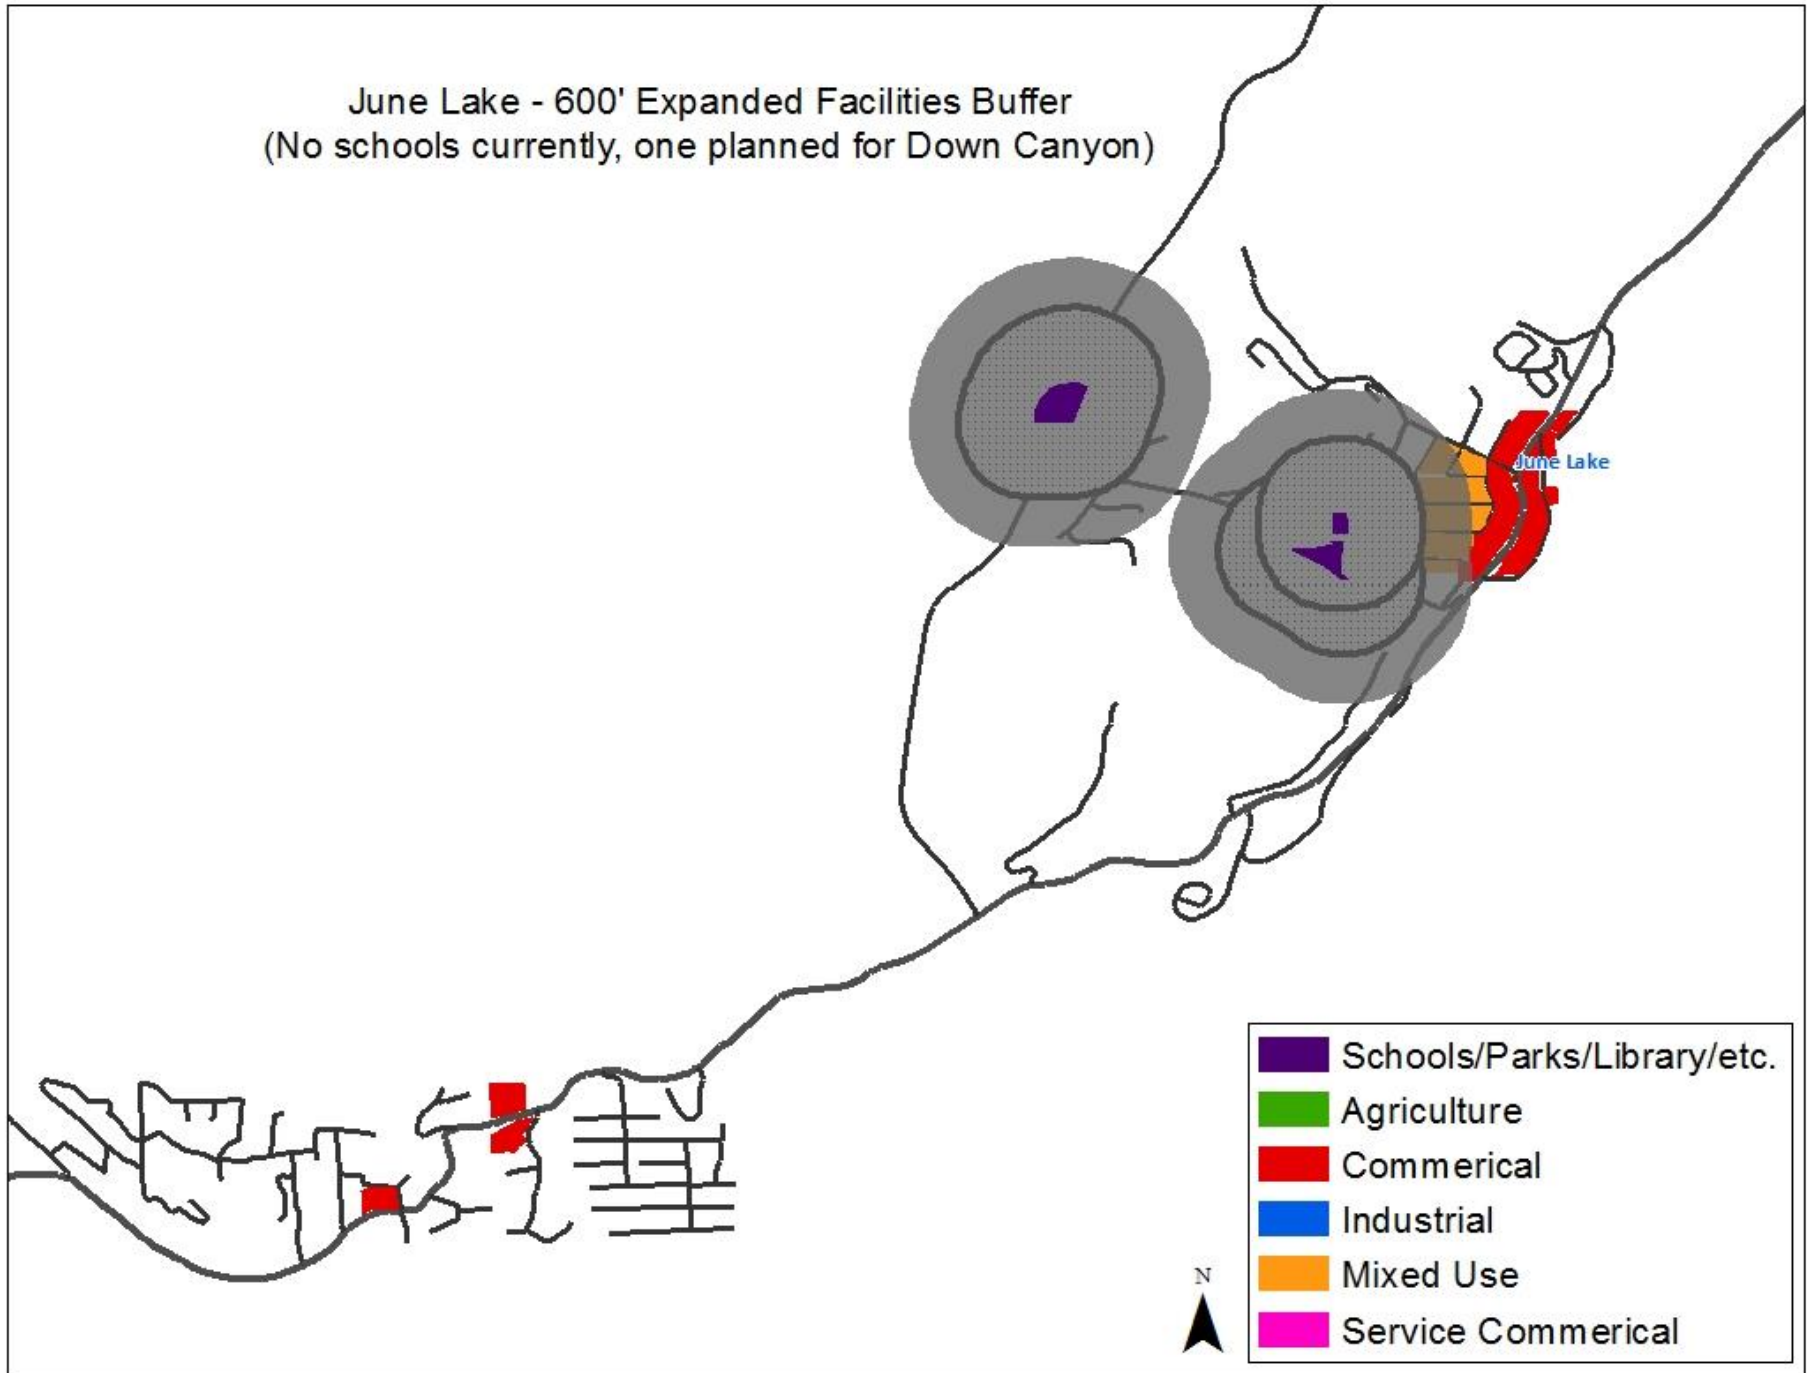 June Lake - 600' Expanded Facilities Buffer
(No schools currently, one planned for Down Canyon)
June Lake
Schools/Parks/Library/etc.
Agriculture
Commerical
Industrial
Mixed Use
Service Commerical
N